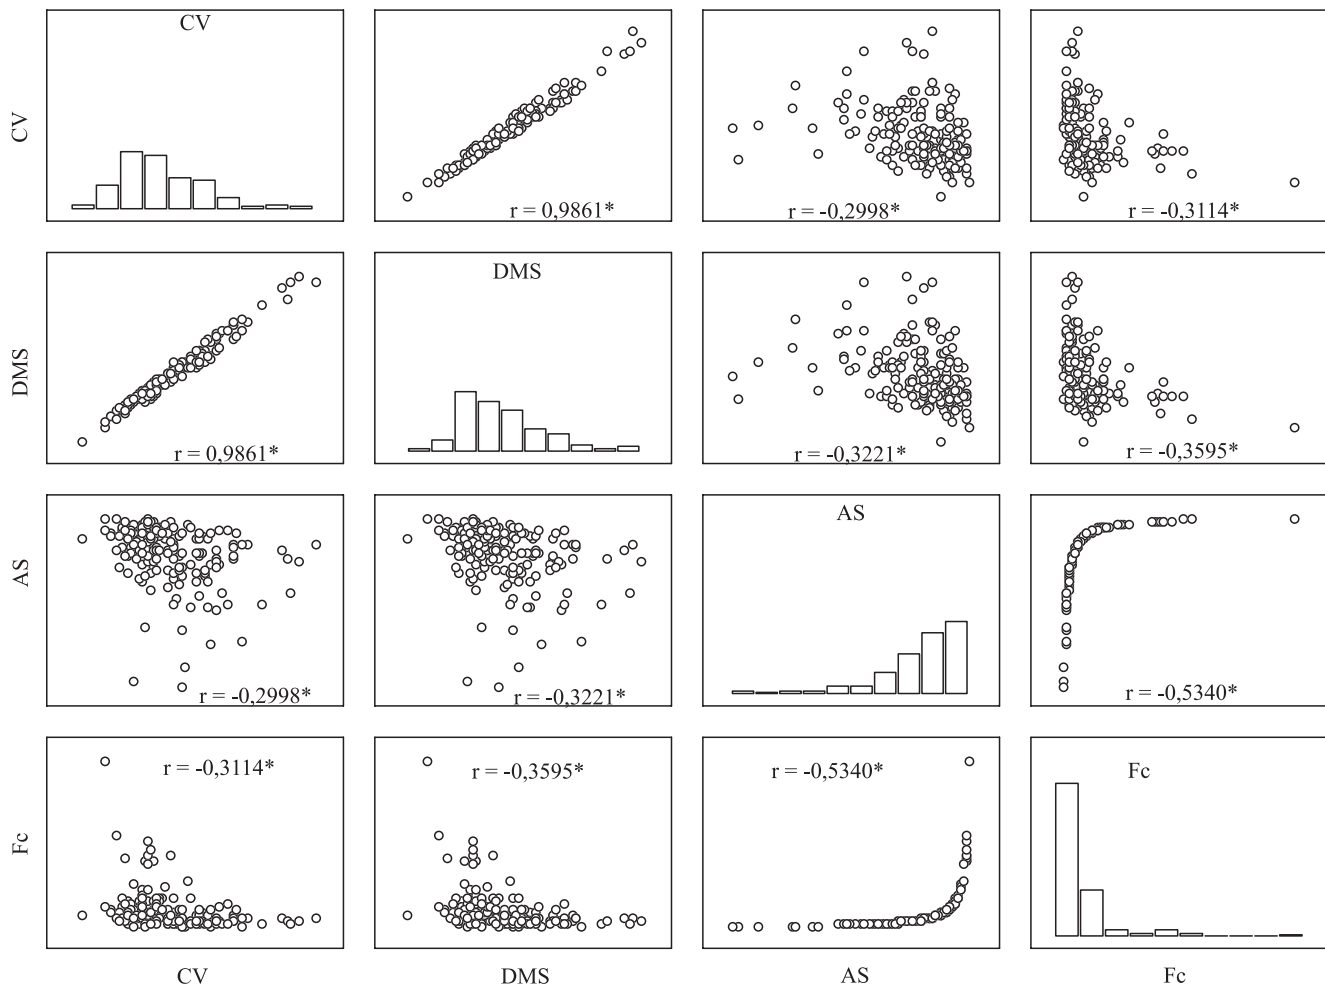 CV
CV
r = 0,9861*
r = -0,2998*
r = -0,3114*
DMS
DMS
r = 0,9861*
r = -0,3221*
r = -0,3595*
AS
AS
r = -0,2998*
r = -0,3221*
r = -0,5340*
Fc
r = -0,3114*
r = -0,3595*
r = -0,5340*
Fc
CV
DMS
AS
Fc